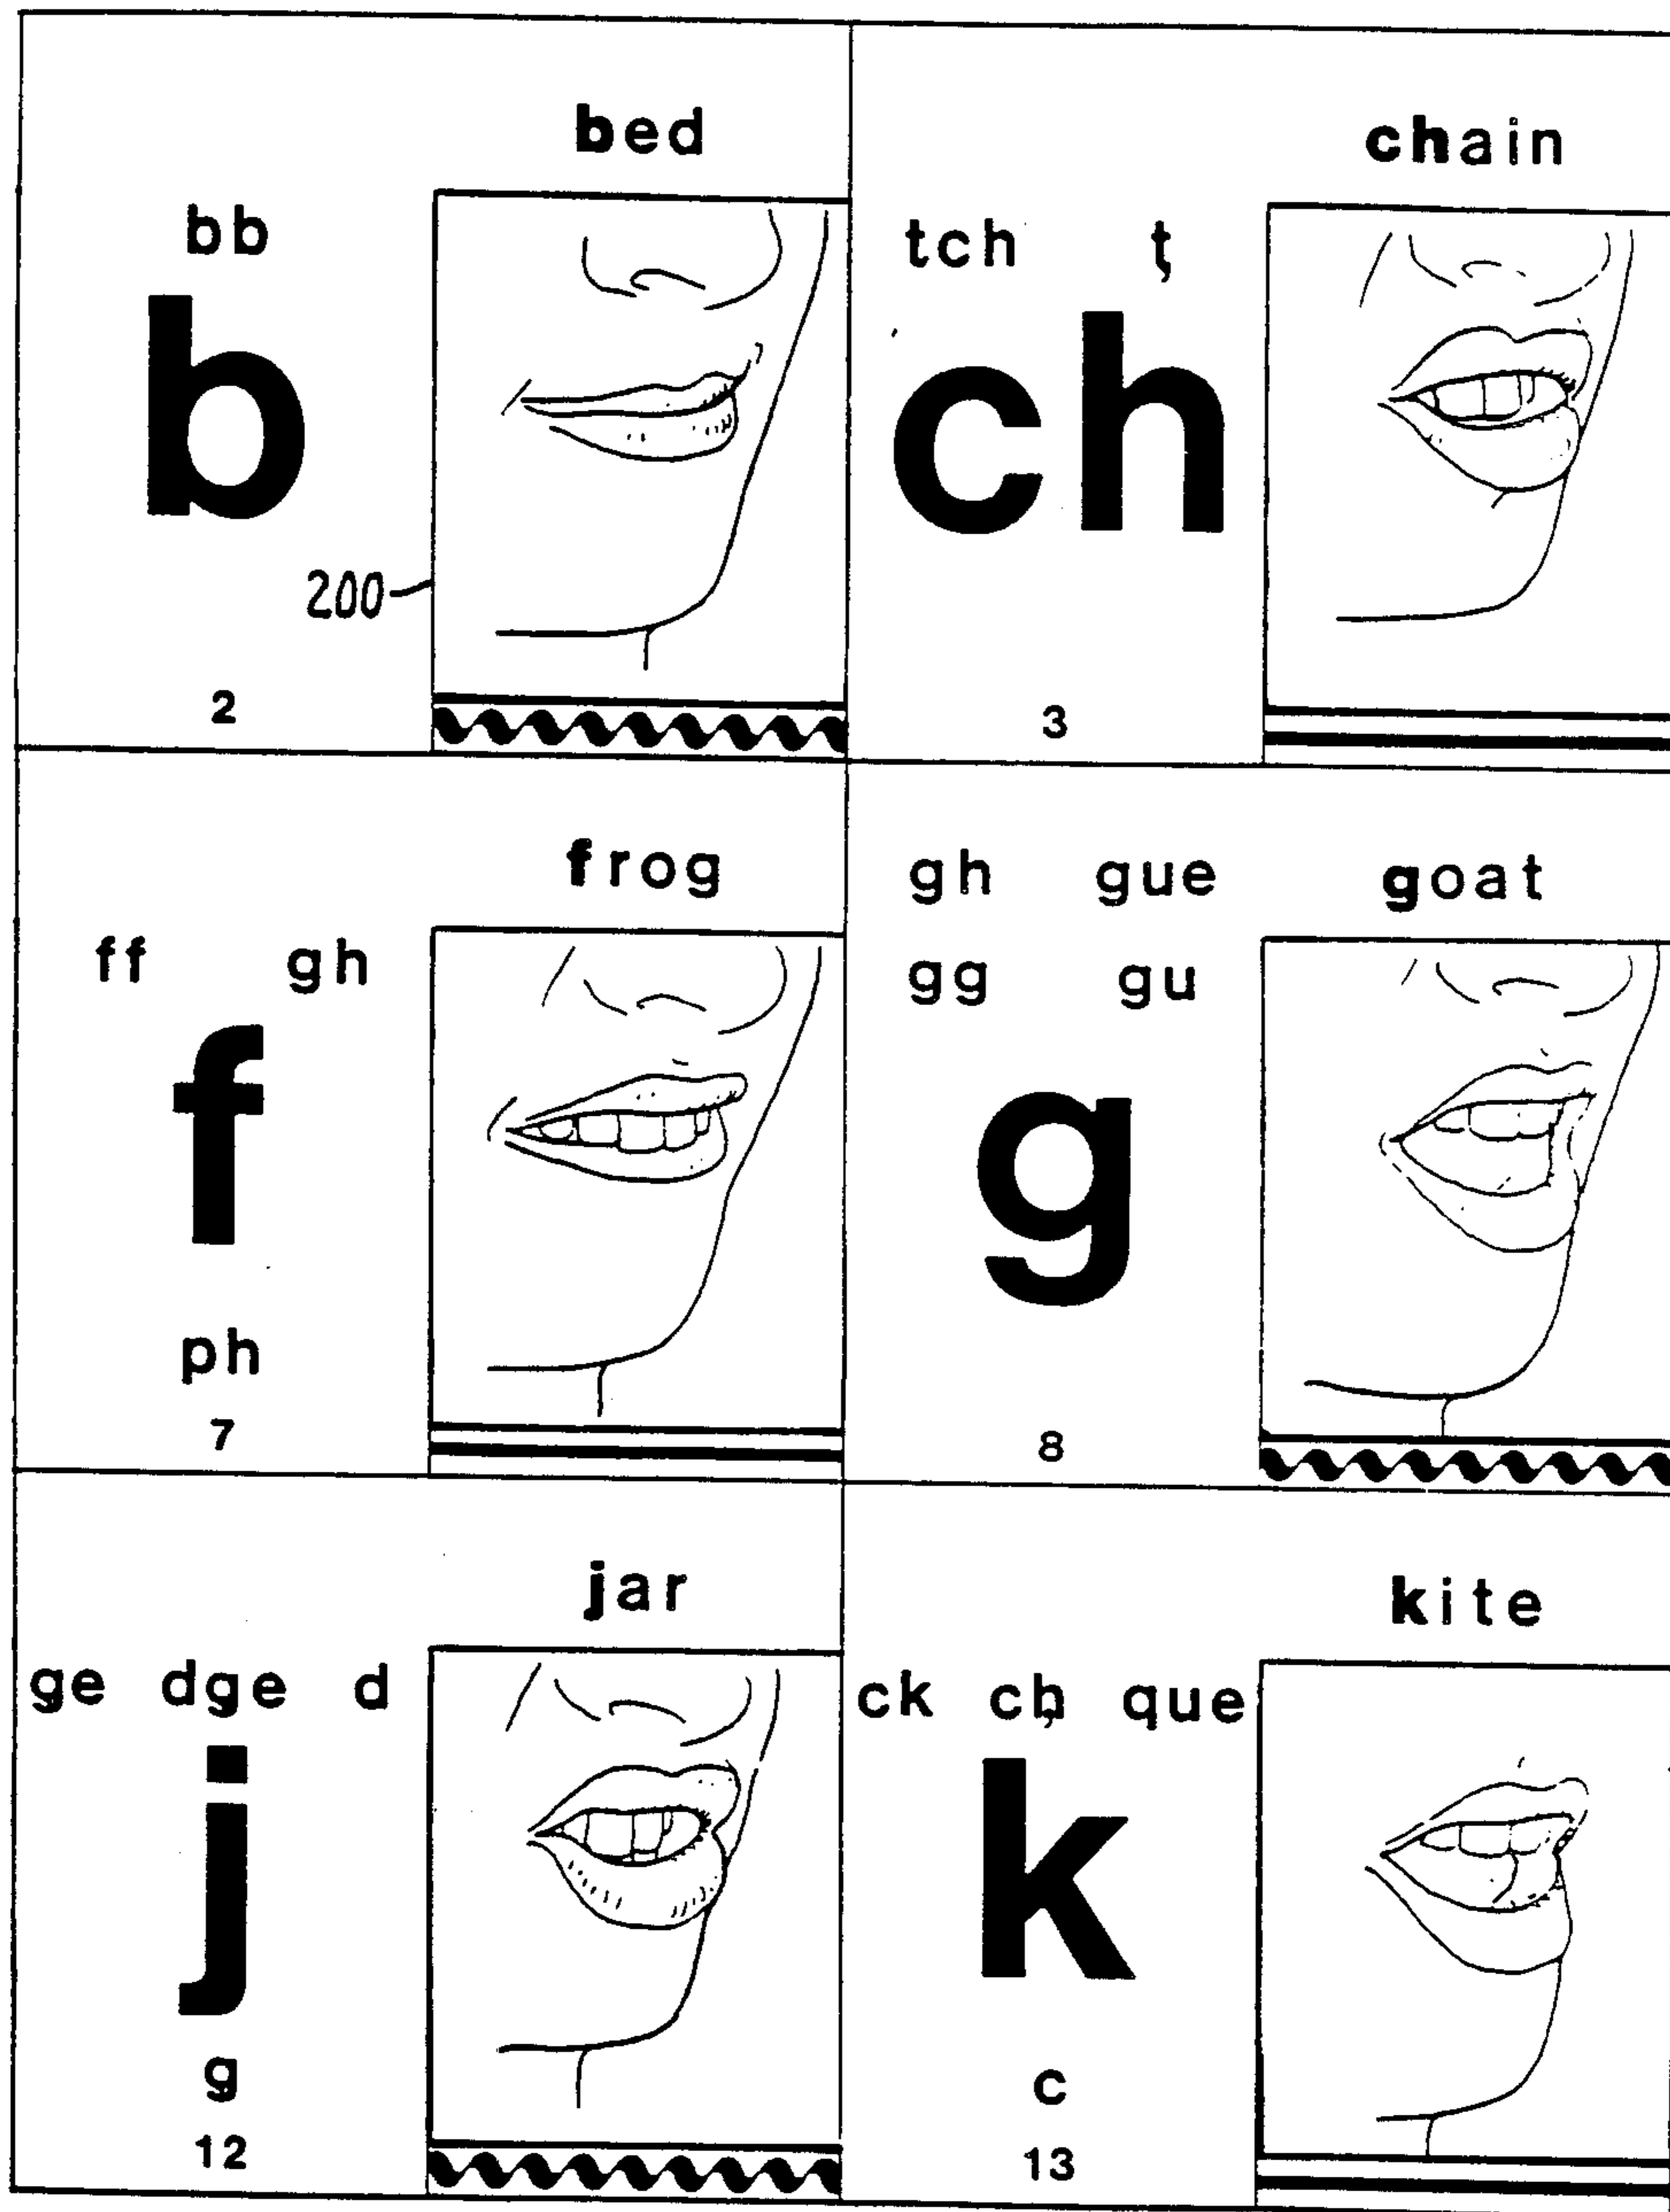 bed
bb
b
200
2
chain
tch ț
ch
3
frog
ff gh
f
ph
7
gh gue goat
gg gu
g
8
jar
ge dge d
j
g
12
kite
ck cḥ que
k
c
13